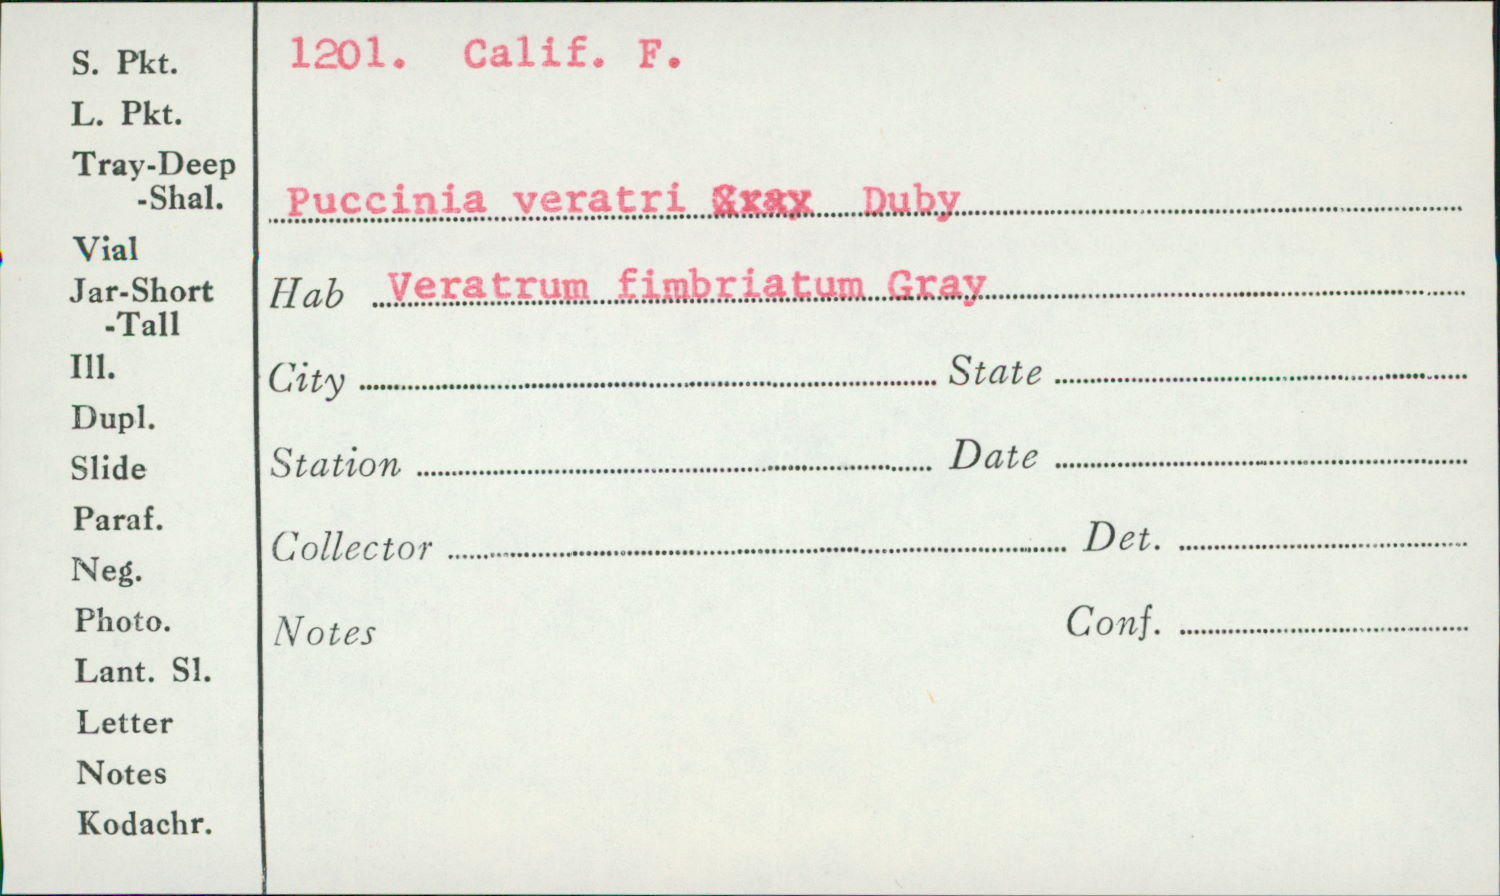 S. Pkt.
L. Pkt.
Tray-Deep
-Shal.
Vial
Jar-Short
-Tall
Ill.
Dupl.
Slide
Paraf.
Neg.
Photo.
Lant. Sl.
Letter
Notes
Kodachr.
1201. Calif. F.
Puccinia veratri Duby
Hab Veratrum fimbriatum Gray
City State
Station Date
Collector Det.
Notes Conf.